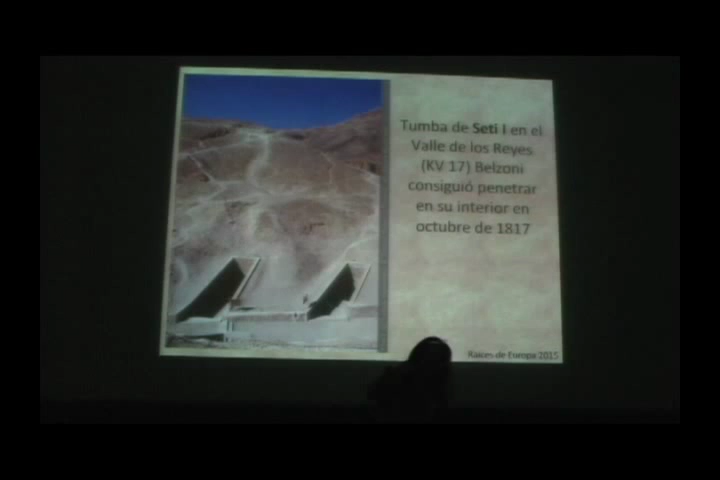 Tumba de Seti I en el
Valle de los Reyes
(KV 17) Belzoni
consiguió penetrar
en su interior en
octubre de 1817
Raíces de Europa 2015